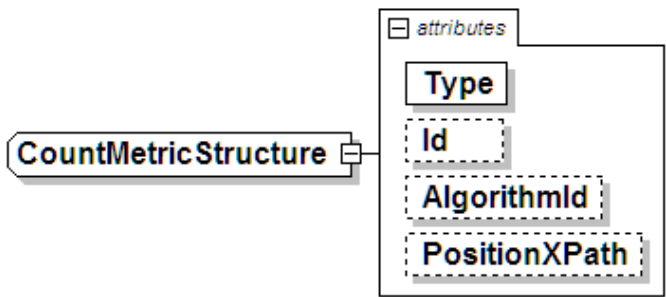 attributes
Type
Id
CountMetricStructure
AlgorithmId
PositionXPath